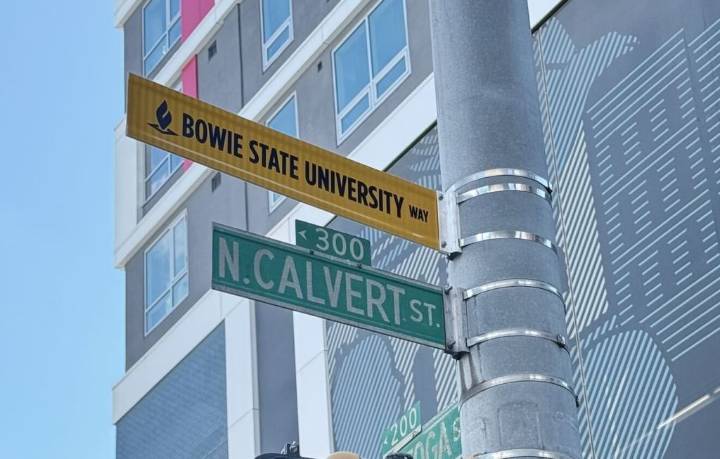 BOWIE STATE UNIVERSITY WAY
< 300
N. CALVERT ST.
200